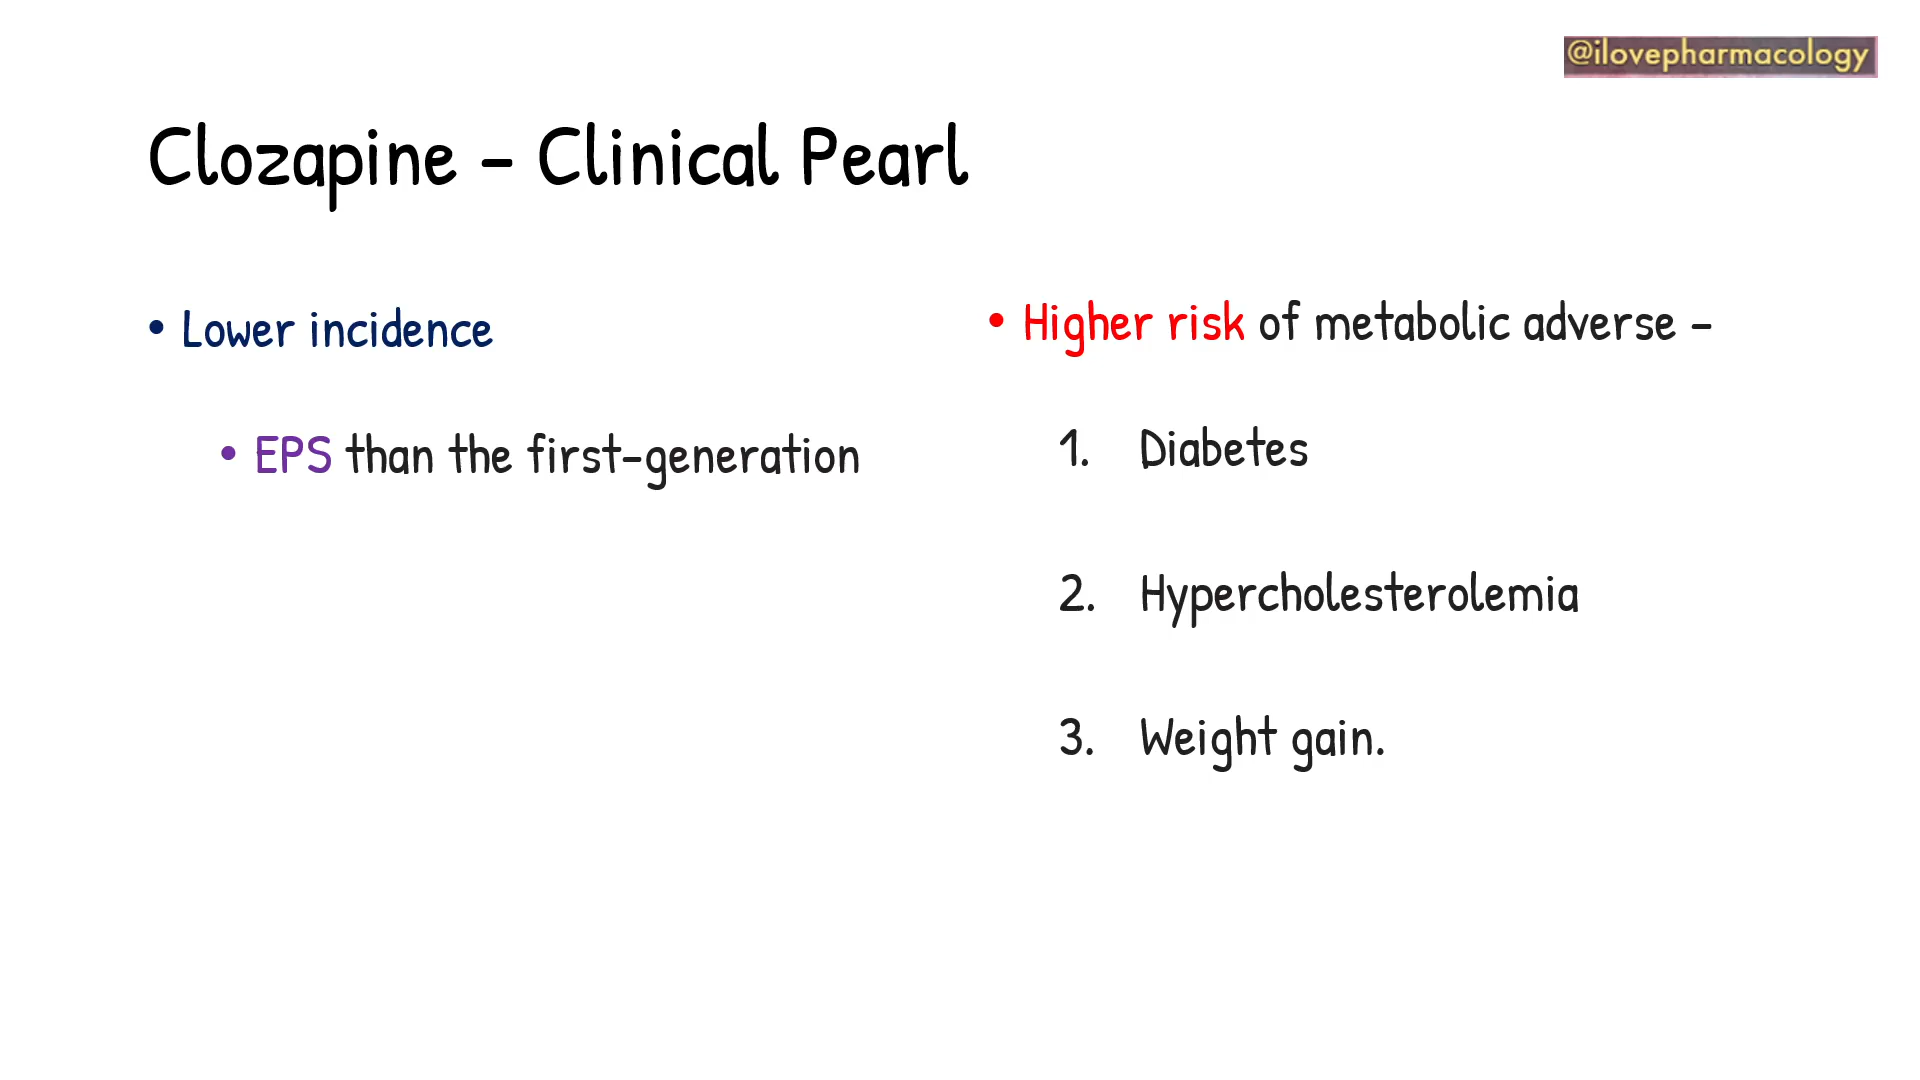 @ilovepharmacology
Clozapine – Clinical Pearl
• Lower incidence
• EPS than the first-generation
• Higher risk of metabolic adverse –
1. Diabetes
2. Hypercholesterolemia
3. Weight gain.